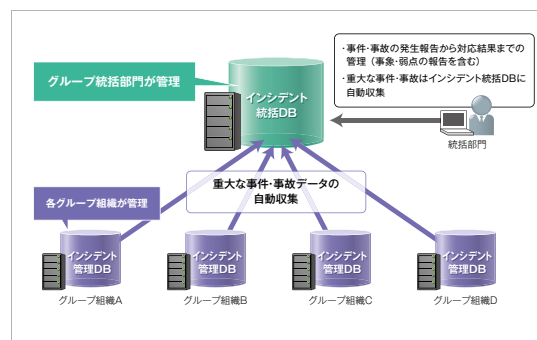 ・事件・事故の発生報告から対応結果までの
管理（事象・弱点の報告を含む）
・重大な事件・事故はインシデント統括DBに
自動収集
グループ統括部門が管理
インシデント
統括DB
統括部門
重大な事件・事故データの
自動収集
各グループ組織が管理
インシデント
管理DB
グループ組織A
インシデント
管理DB
グループ組織B
インシデント
管理DB
グループ組織C
インシデント
管理DB
グループ組織D